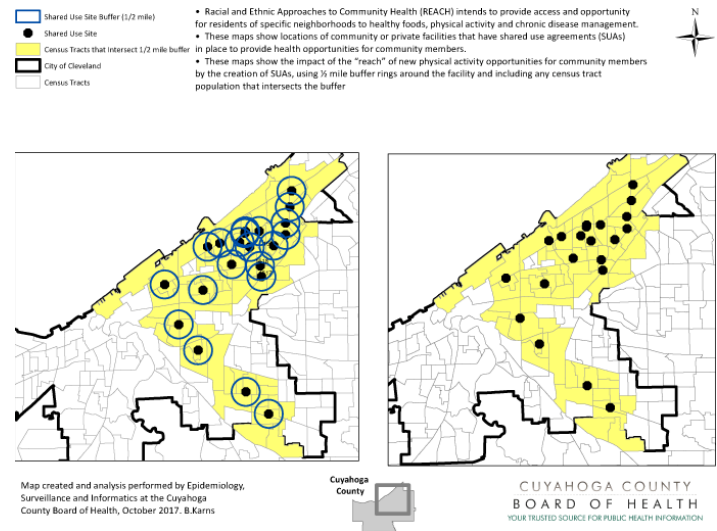 Shared Use Site Buffer (1/2 mile)
Shared Use Site
Census Tracts that Intersect 1/2 mile buffer
City of Cleveland
Census Tracts
• Racial and Ethnic Approaches to Community Health (REACH) intends to provide access and opportunity
for residents of specific neighborhoods to healthy foods, physical activity and chronic disease management.
• These maps show locations of community or private facilities that have shared use agreements (SUAs)
in place to provide health opportunities for community members.
• These maps show the impact of the "reach" of new physical activity opportunities for community members
by the creation of SUAs, using ½ mile buffer rings around the facility and including any census tract
population that intersects the buffer
N
Map created and analysis performed by Epidemiology,
Surveillance and Informatics at the Cuyahoga
County Board of Health, October 2017. B.Karns
Cuyahoga
County
CUYAHOGA COUNTY
BOARD OF HEALTH
YOUR TRUSTED SOURCE FOR PUBLIC HEALTH INFORMATION